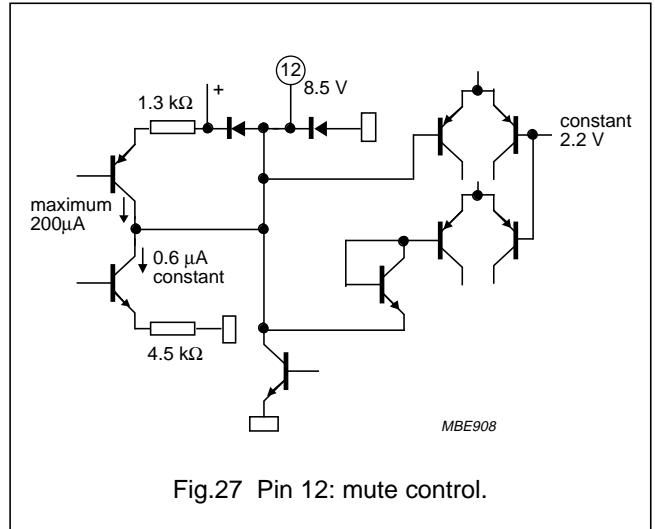 12
8.5 V
+
1.3 kΩ
constant
2.2 V
maximum
200µA
0.6 µA
constant
4.5 kΩ
MBE908
Fig.27 Pin 12: mute control.